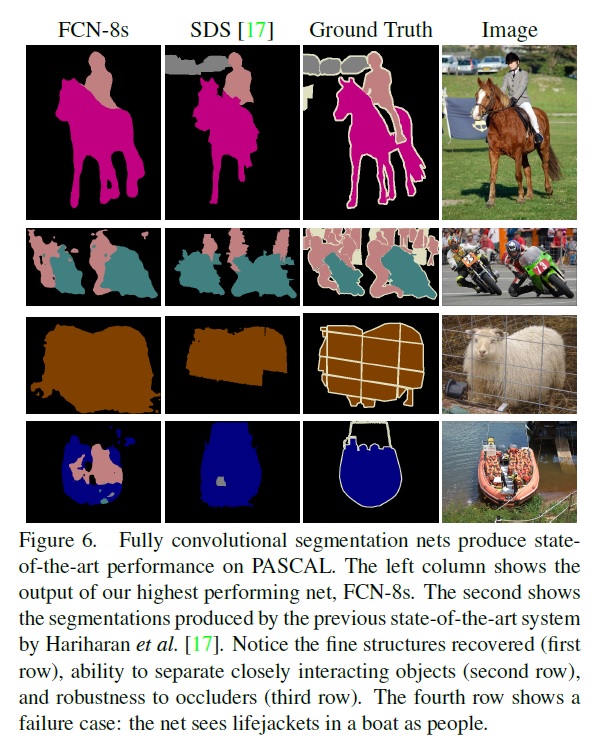 FCN-8s SDS [17] Ground Truth Image
Figure 6. Fully convolutional segmentation nets produce state-
of-the-art performance on PASCAL. The left column shows the
output of our highest performing net, FCN-8s. The second shows
the segmentations produced by the previous state-of-the-art system
by Hariharan et al. [17]. Notice the fine structures recovered (first
row), ability to separate closely interacting objects (second row),
and robustness to occluders (third row). The fourth row shows a
failure case: the net sees lifejackets in a boat as people.